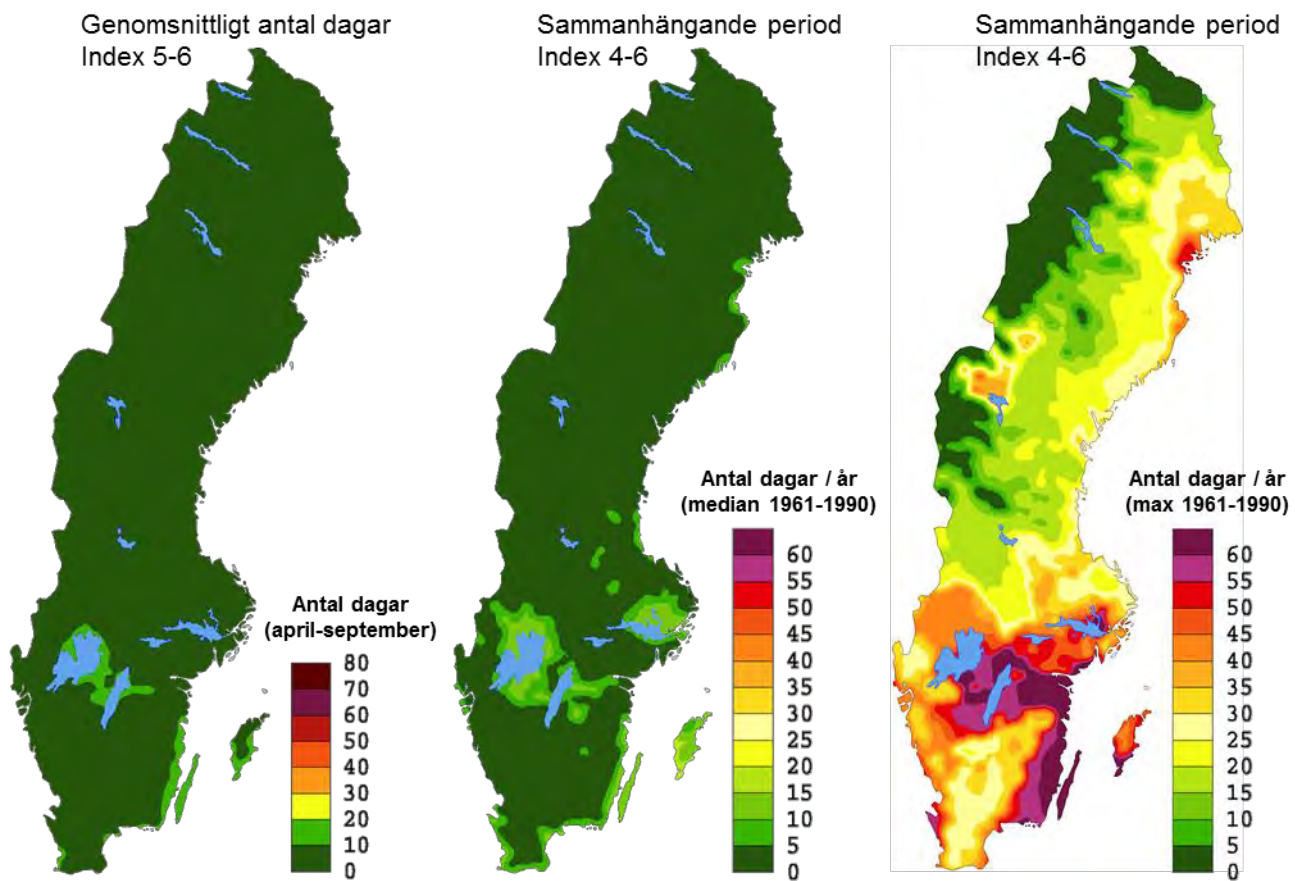 Genomsnittligt antal dagar
Index 5-6
Sammanhängande period
Index 4-6
Sammanhängande period
Index 4-6
Antal dagar
(april-september)
80
70
60
50
40
30
20
10
0
Antal dagar / år
(median 1961-1990)
60
55
50
45
40
35
30
25
20
15
10
5
0
Antal dagar / år
(max 1961-1990)
60
55
50
45
40
35
30
25
20
15
10
5
0